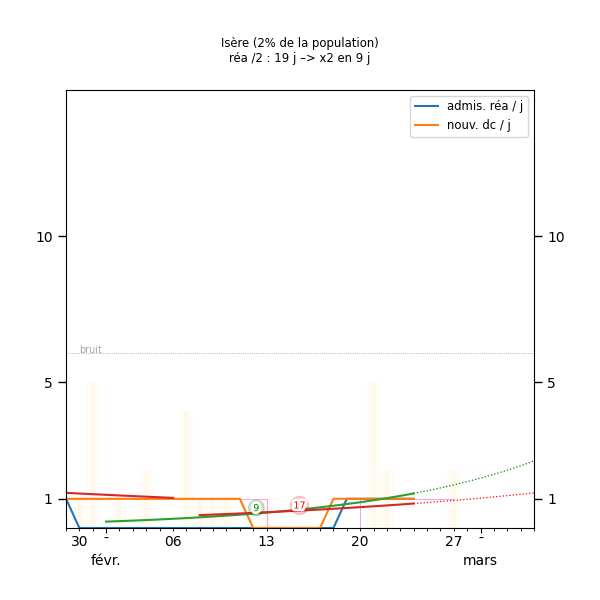 Isère (2% de la population)
réa /2 : 19 j –> x2 en 9 j
admis. réa / j
nouv. dc / j
10
10
bruit
5
5
9
17
1
1
30
-
06
13
20
27
-
févr.
mars